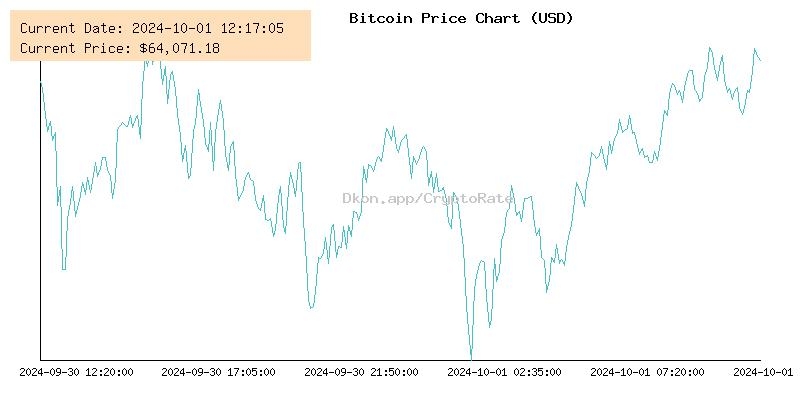 Bitcoin Price Chart (USD)
Current Date: 2024-10-01 12:17:05
Current Price: $64,071.18
Dkon.app/CryptoRate
2024-09-30 12:20:00 2024-09-30 17:05:00 2024-09-30 21:50:00 2024-10-01 02:35:00 2024-10-01 07:20:00 2024-10-01